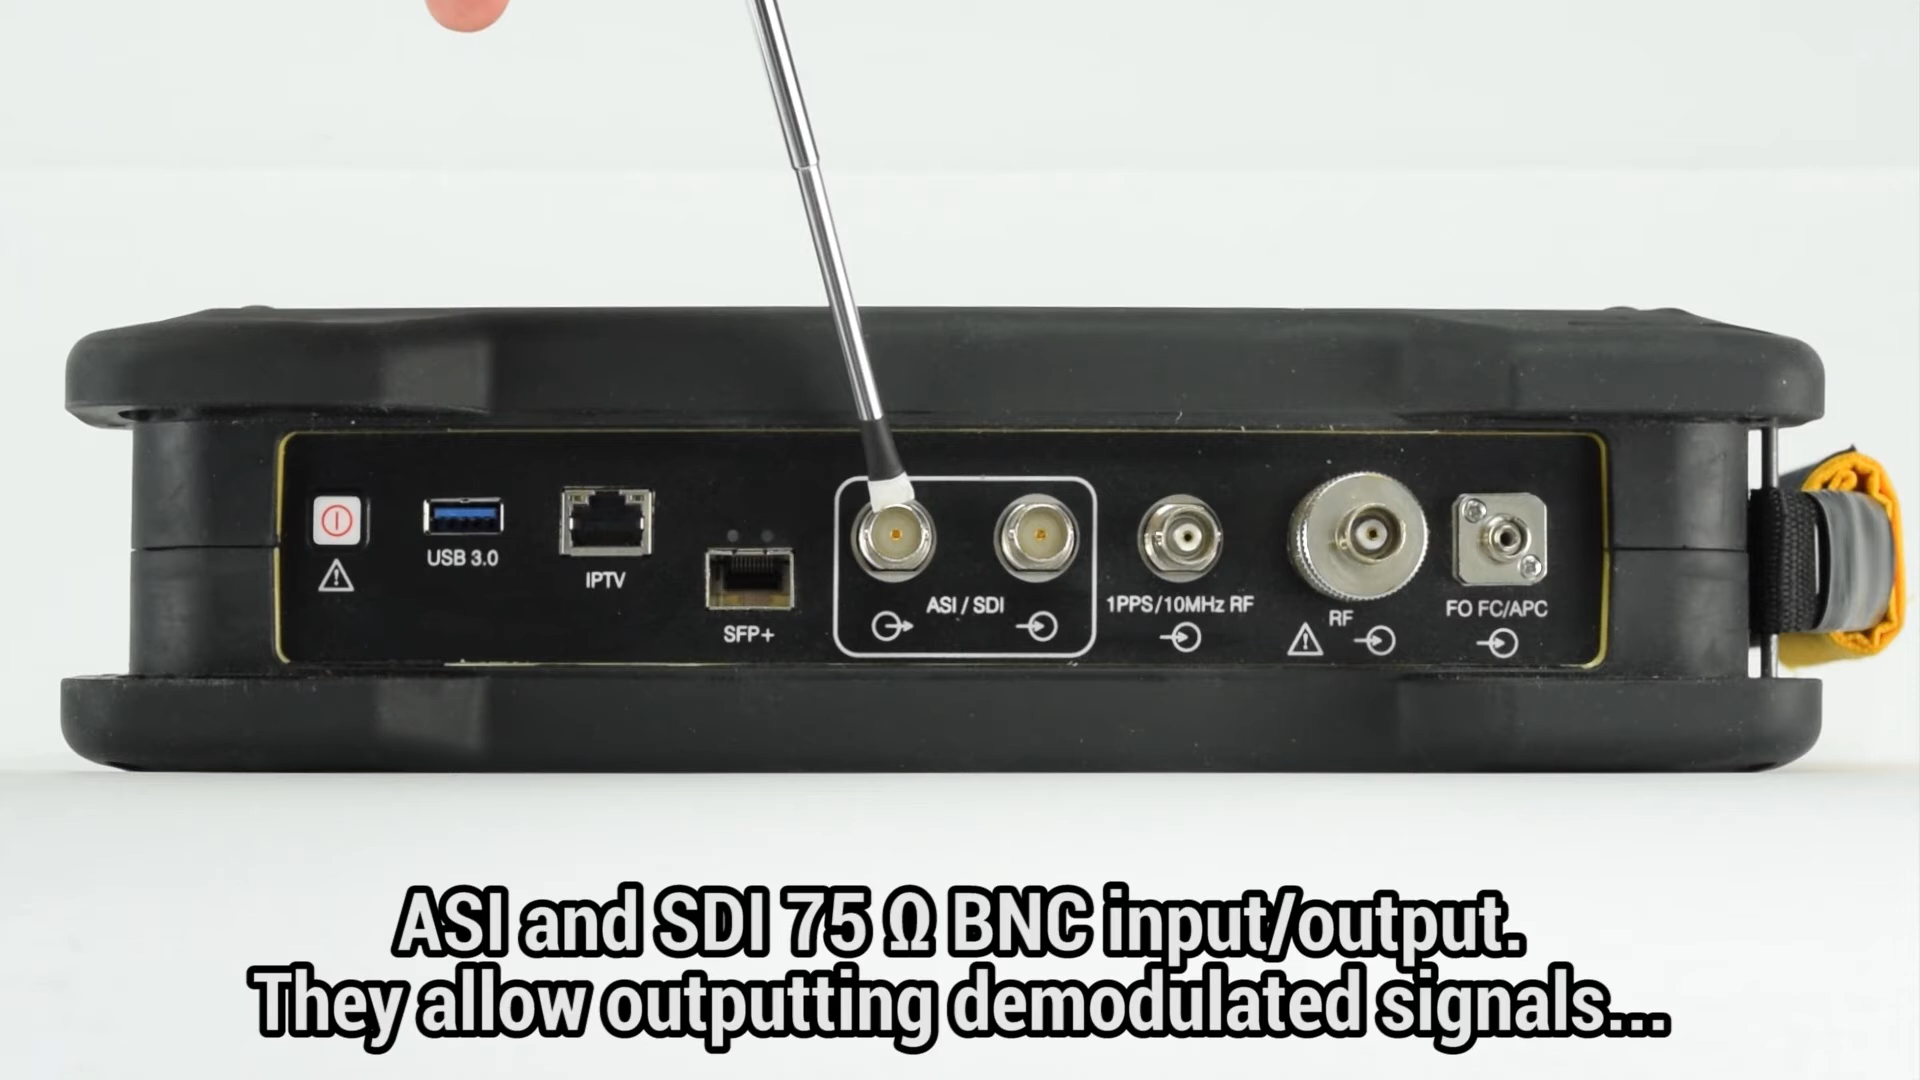 USB 3.0
IPTV
SFP+
ASI / SDI
1PPS/10MHz RF
RF
FO FC/APC
ASI and SDI 75 Ω BNC input/output.
They allow outputting demodulated signals...